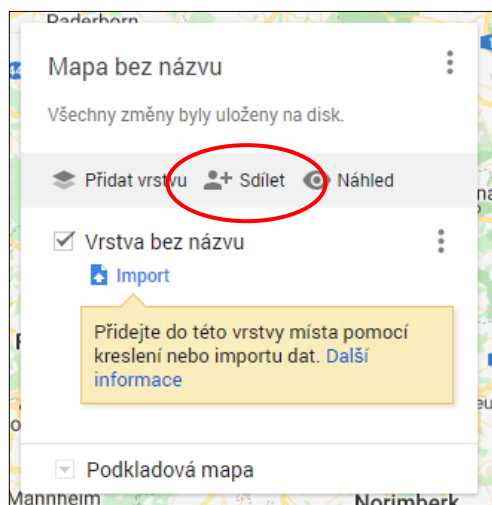 Paderborn
Mapa bez názvu
Všechny změny byly uloženy na disk.
Přidat vrstvu Sdílet Náhled
Vrstva bez názvu
Import
Přidejte do této vrstvy místa pomocí
kreslení nebo importu dat. Další
informace
Podkladová mapa
Mannheim
Norimberk